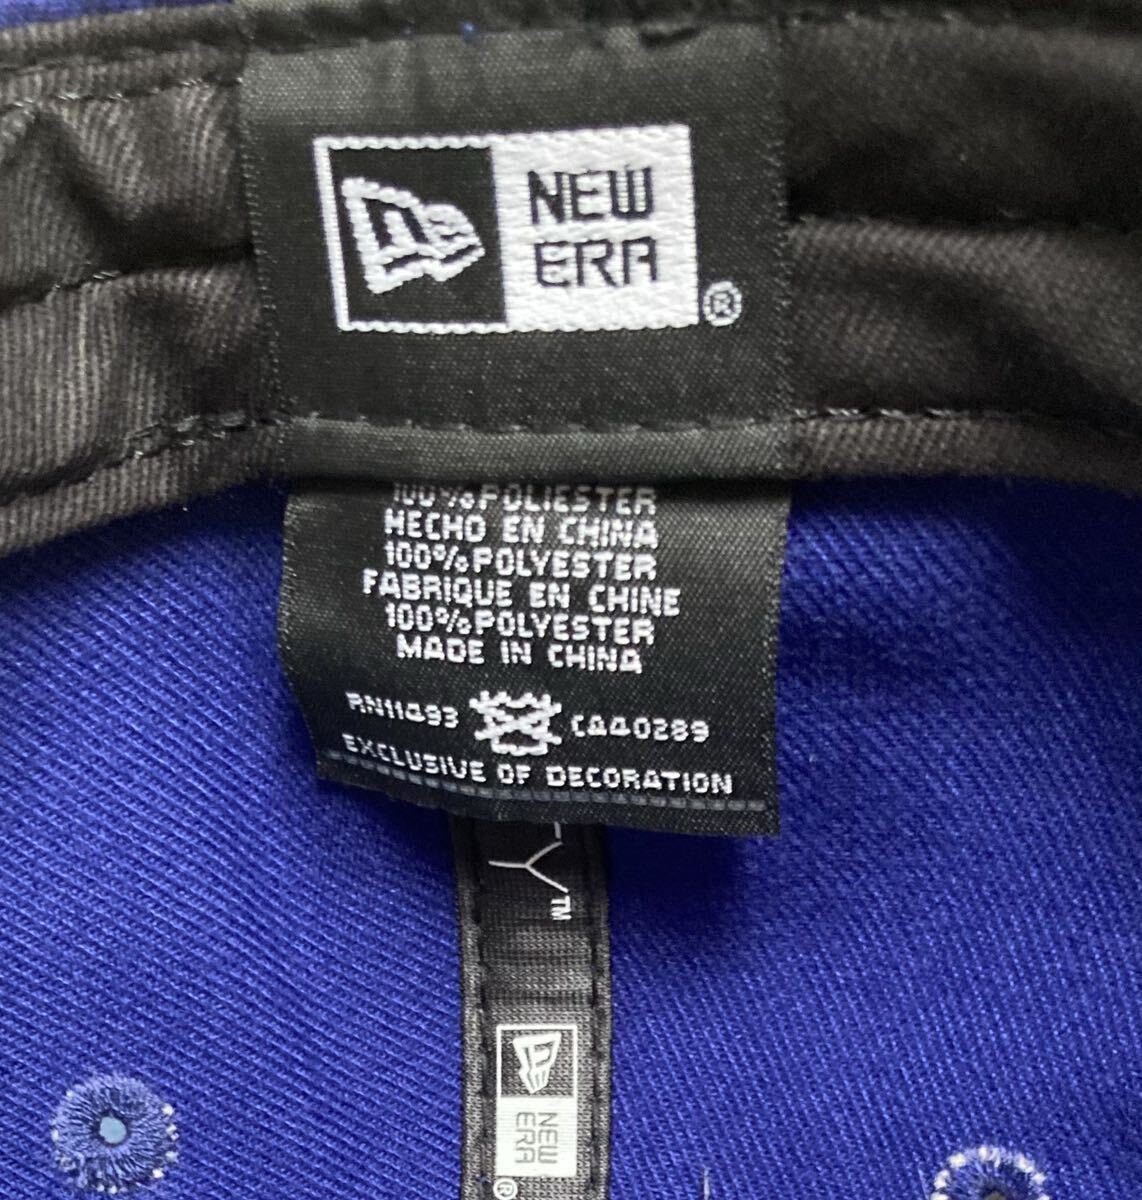 NEW
ERA
®
100% POLIESTER
HECHO EN CHINA
100% POLYESTER
FABRIQUE EN CHINE
100% POLYESTER
MADE IN CHINA
RN11493 CA40289
EXCLUSIVE OF DECORATION
TY™
NEW
ERA
®